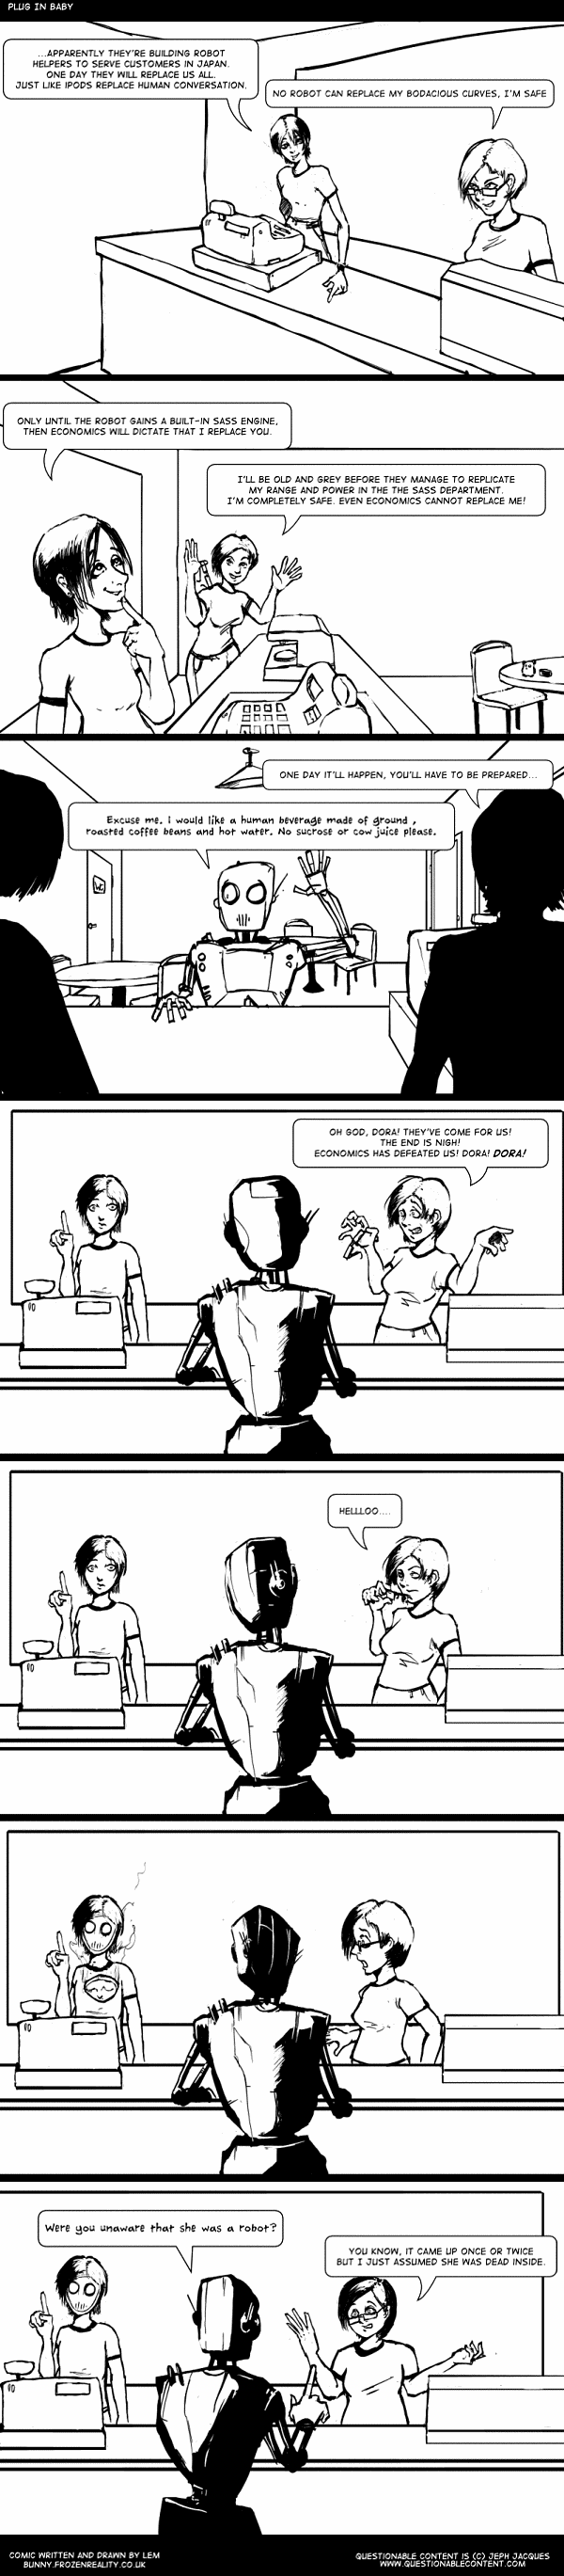 PLUG IN BABY
...APPARENTLY THEY'RE BUILDING ROBOT
HELPERS TO SERVE CUSTOMERS IN JAPAN.
ONE DAY THEY WILL REPLACE US ALL.
JUST LIKE IPODS REPLACE HUMAN CONVERSATION.
NO ROBOT CAN REPLACE MY BODACIOUS CURVES, I'M SAFE
ONLY UNTIL THE ROBOT GAINS A BUILT-IN SASS ENGINE,
THEN ECONOMICS WILL DICTATE THAT I REPLACE YOU.
I'LL BE OLD AND GREY BEFORE THEY MANAGE TO REPLICATE
MY RANGE AND POWER IN THE THE SASS DEPARTMENT.
I'M COMPLETELY SAFE. EVEN ECONOMICS CANNOT REPLACE ME!
ONE DAY IT'LL HAPPEN, YOU'LL HAVE TO BE PREPARED...
Excuse me. i would like a human beverage made of ground ,
roasted coffee beans and hot water. No sucrose or cow juice please.
WC
OH GOD, DORA! THEY'VE COME FOR US!
THE END IS NIGH!
ECONOMICS HAS DEFEATED US! DORA! DORA!
HELLLOO....
Were you unaware that she was a robot?
YOU KNOW, IT CAME UP ONCE OR TWICE
BUT I JUST ASSUMED SHE WAS DEAD INSIDE.
COMIC WRITTEN AND DRAWN BY LEM
BUNNY.FROZENREALITY.CO.UK
QUESTIONABLE CONTENT IS (C) JEPH JACQUES
WWW.QUESTIONABLECONTENT.COM